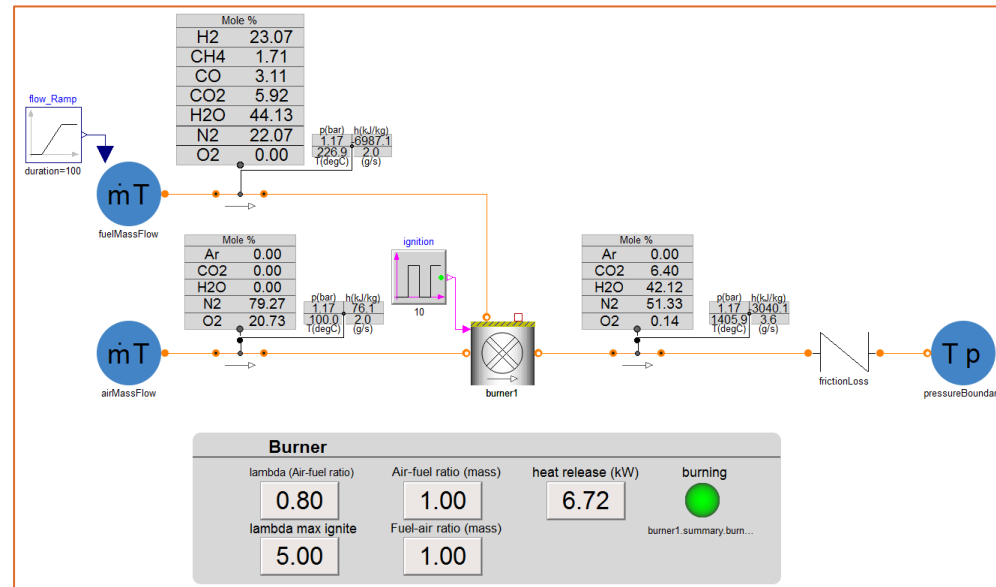 Mole %
H2 23.07
CH4 1.71
CO 3.11
CO2 5.92
H2O 44.13
N2 22.07
O2 0.00
flow_Ramp
duration=100
p(bar) h(kJ/kg)
1.17 -6987.1
226.9 2.0
T(degC) (g/s)
ṁT
fuelMassFlow
Mole %
Ar 0.00
CO2 0.00
H2O 0.00
N2 79.27
O2 20.73
p(bar) h(kJ/kg)
1.17 76.1
100.0 2.0
T(degC) (g/s)
ignition
10
Mole %
Ar 0.00
CO2 6.40
H2O 42.12
N2 51.33
O2 0.14
p(bar) h(kJ/kg)
1.17 -3040.1
1405.9 3.6
T(degC) (g/s)
ṁT
airMassFlow
burner1
frictionLoss
T p
pressureBoundar
Burner
lambda (Air-fuel ratio) Air-fuel ratio (mass) heat release (kW) burning
0.80 1.00 6.72
lambda max ignite Fuel-air ratio (mass) burner1.summary.burn...
5.00 1.00